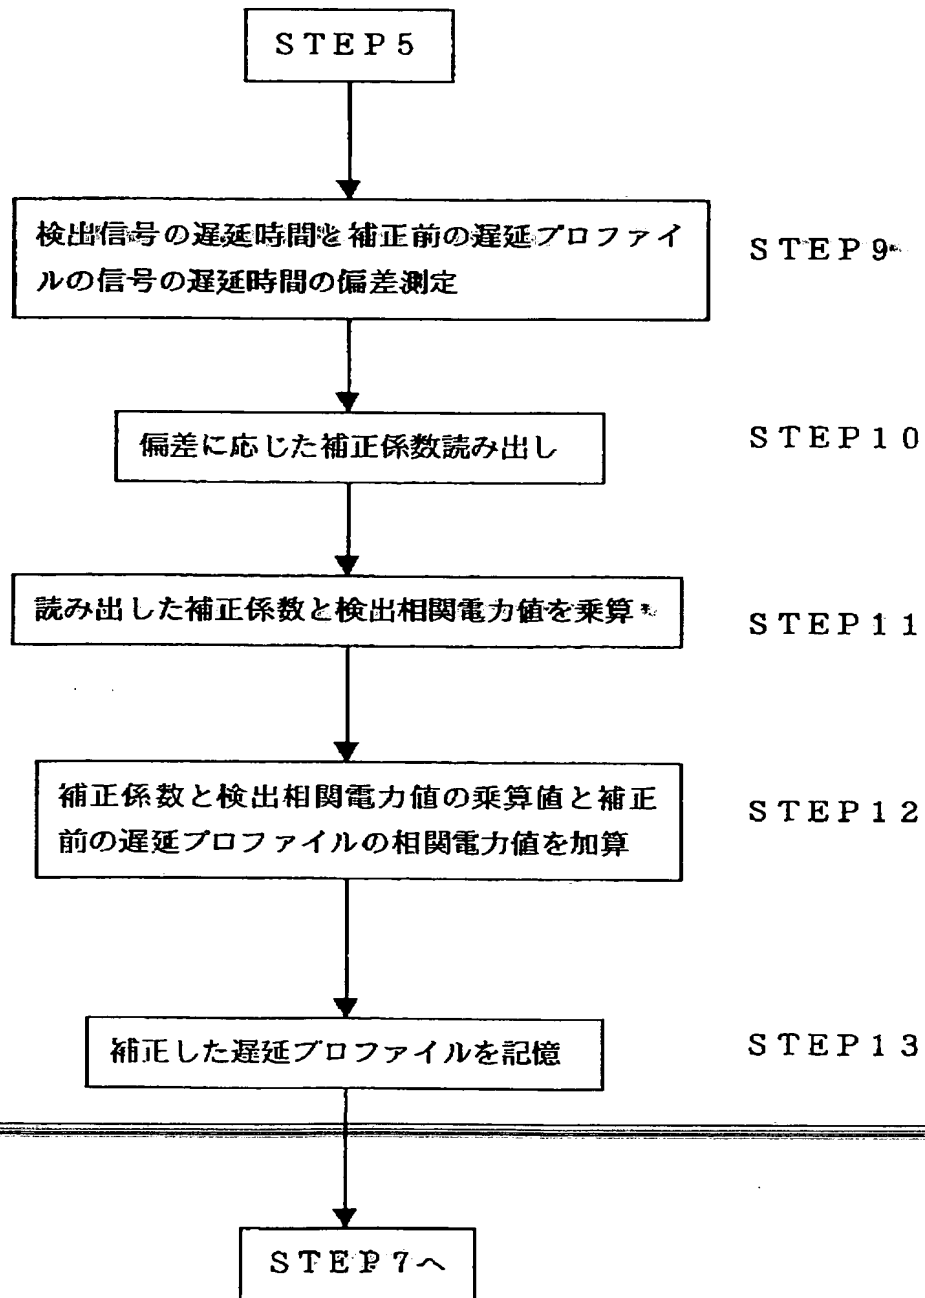 STEP5
検出信号の遅延時間と補正前の遅延プロファイ
ルの信号の遅延時間の偏差測定
STEP9
偏差に応じた補正係数読み出し
STEP10
読み出した補正係数と検出相関電力値を乗算
STEP11
補正係数と検出相関電力値の乗算値と補正
前の遅延プロファイルの相関電力値を加算
STEP12
補正した遅延プロファイルを記憶
STEP13
STEP7へ